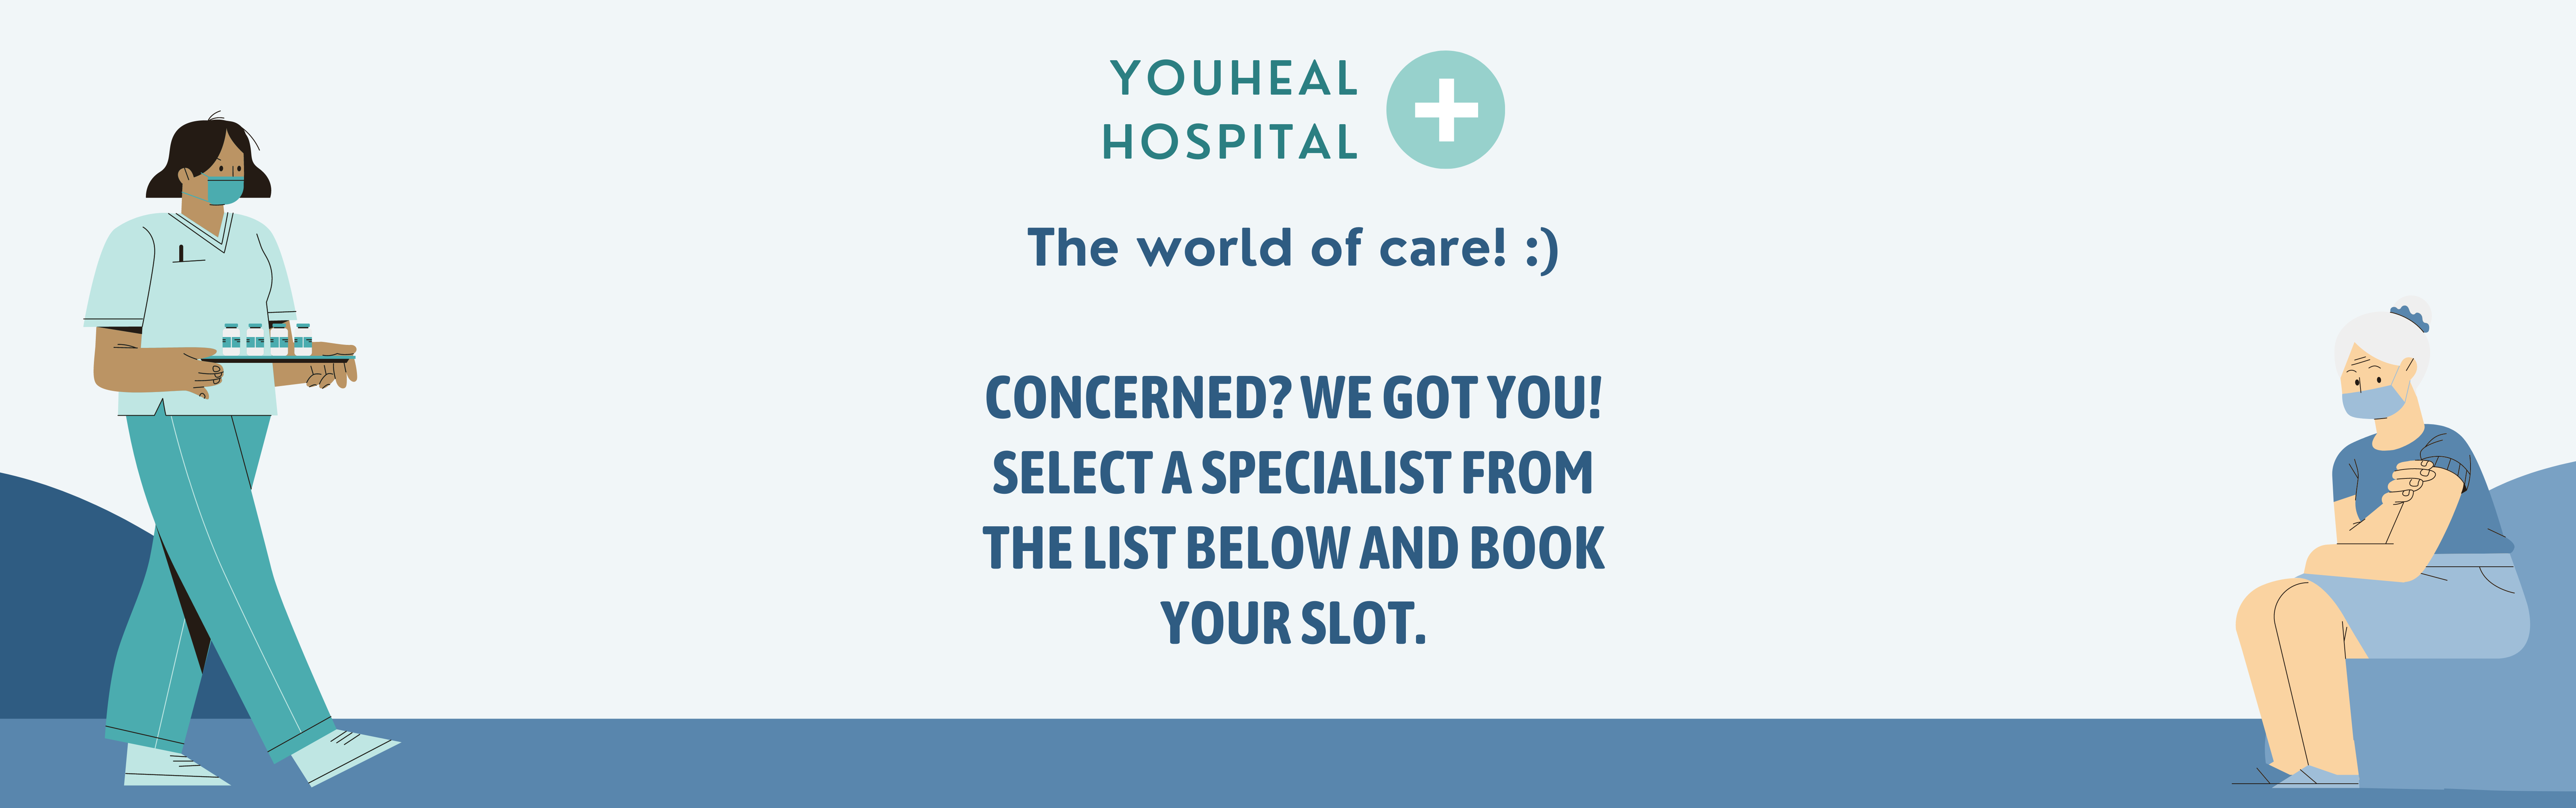 YOUHEAL
HOSPITAL
The world of care! :)
CONCERNED? WE GOT YOU!
SELECT A SPECIALIST FROM
THE LIST BELOW AND BOOK
YOUR SLOT.